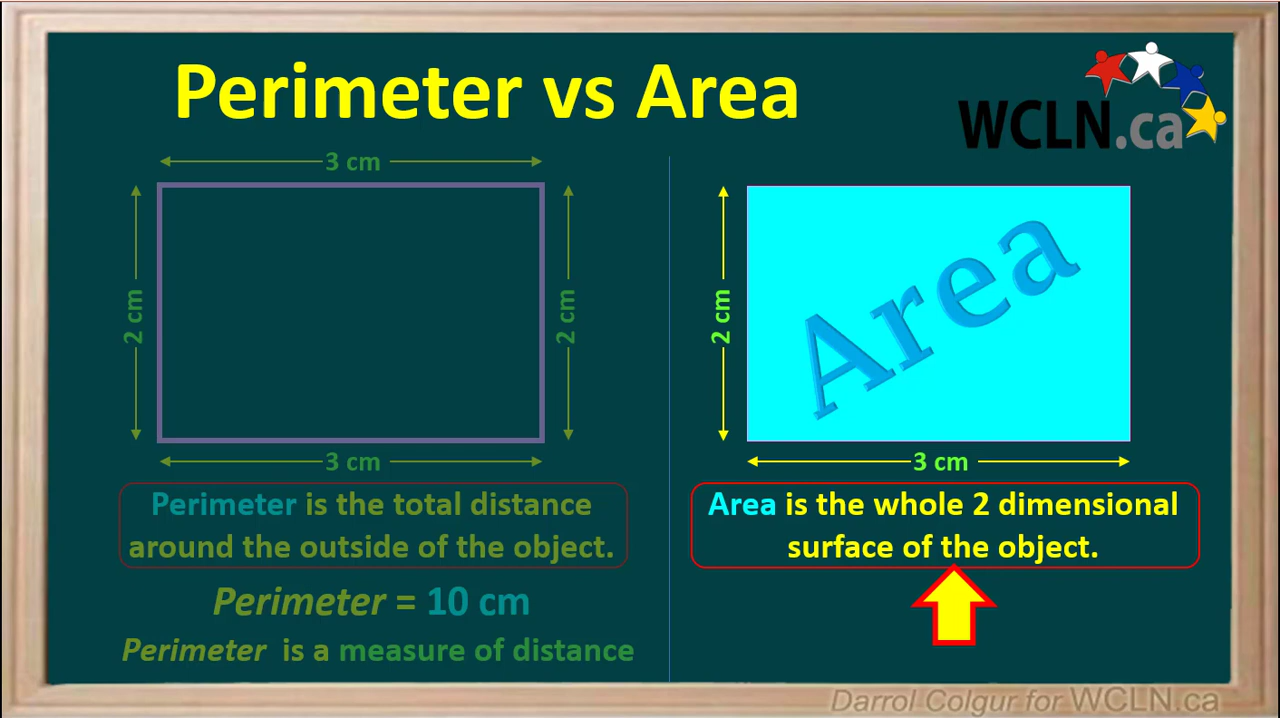 Perimeter vs Area
WCLN.ca
3 cm
2 cm
2 cm
3 cm
Perimeter is the total distance
around the outside of the object.
Perimeter = 10 cm
Perimeter is a measure of distance
2 cm
Area
3 cm
Area is the whole 2 dimensional
surface of the object.
Darrol Colgur for WCLN.ca